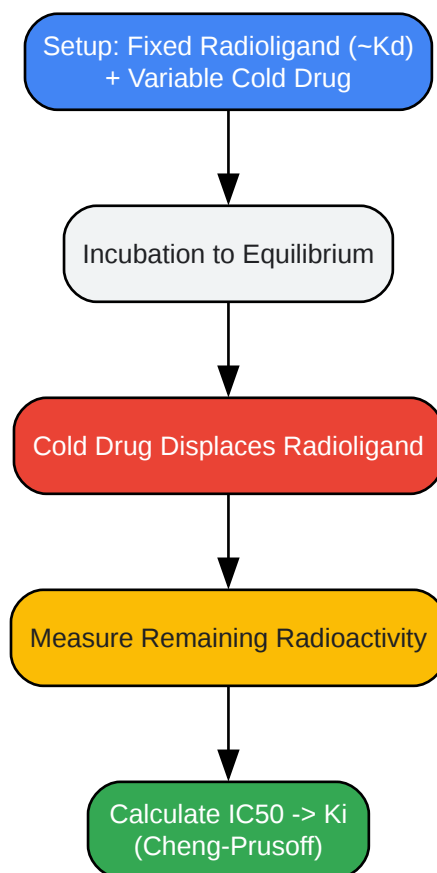 Setup: Fixed Radioligand (~Kd)
+ Variable Cold Drug
Incubation to Equilibrium
Cold Drug Displaces Radioligand
Measure Remaining Radioactivity
Calculate IC50 -> Ki
(Cheng-Prusoff)